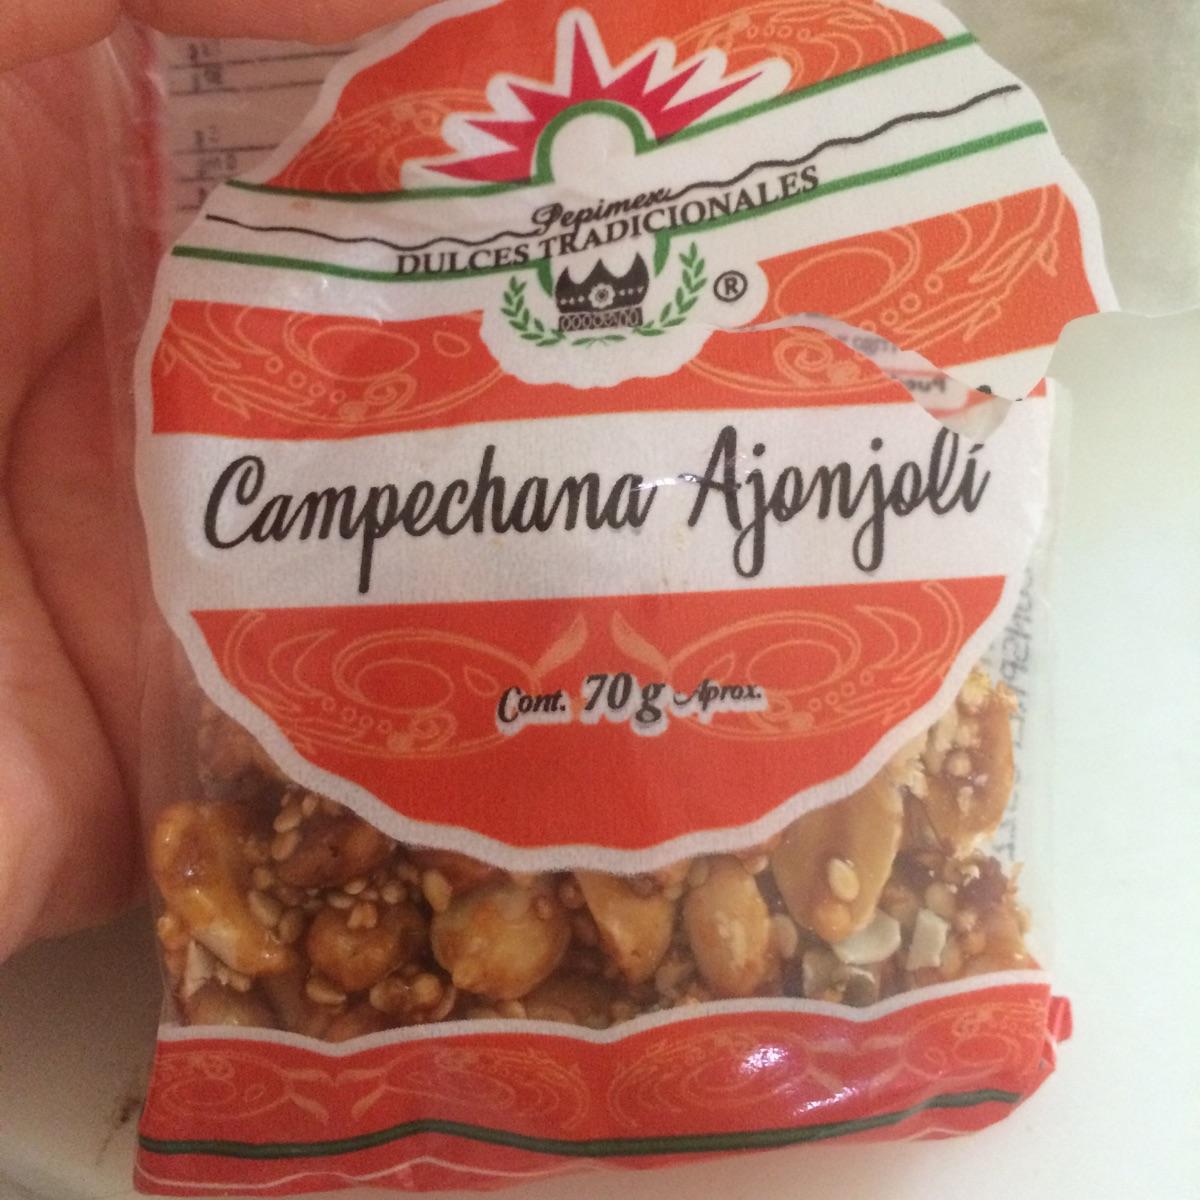 Pepimex
DULCES TRADICIONALES
®
Campechana Ajonjolí
Cont. 70 g Aprox.